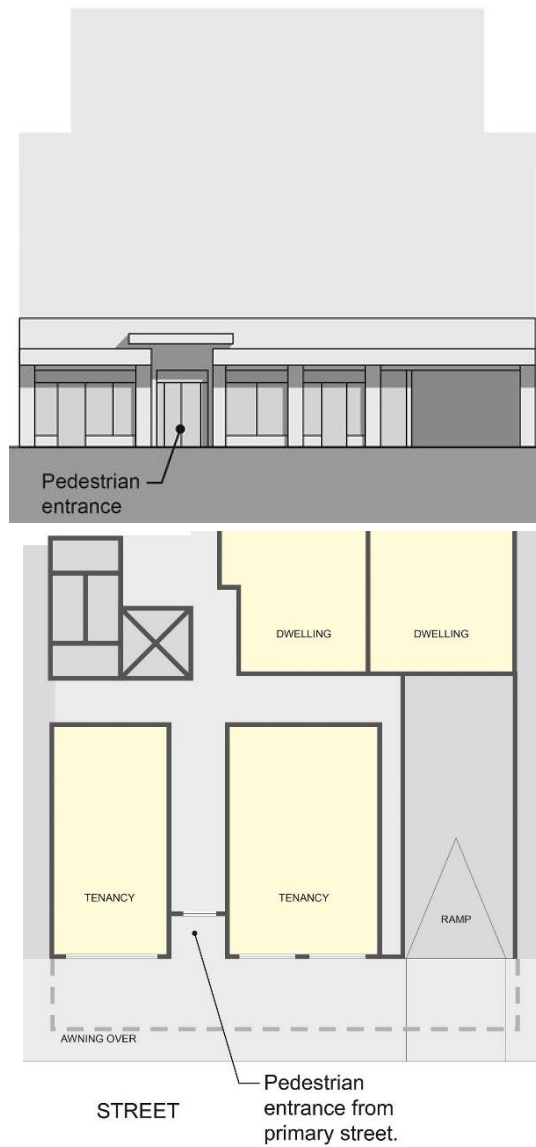 Pedestrian
entrance
DWELLING
DWELLING
TENANCY
TENANCY
RAMP
AWNING OVER
STREET
Pedestrian
entrance from
primary street.